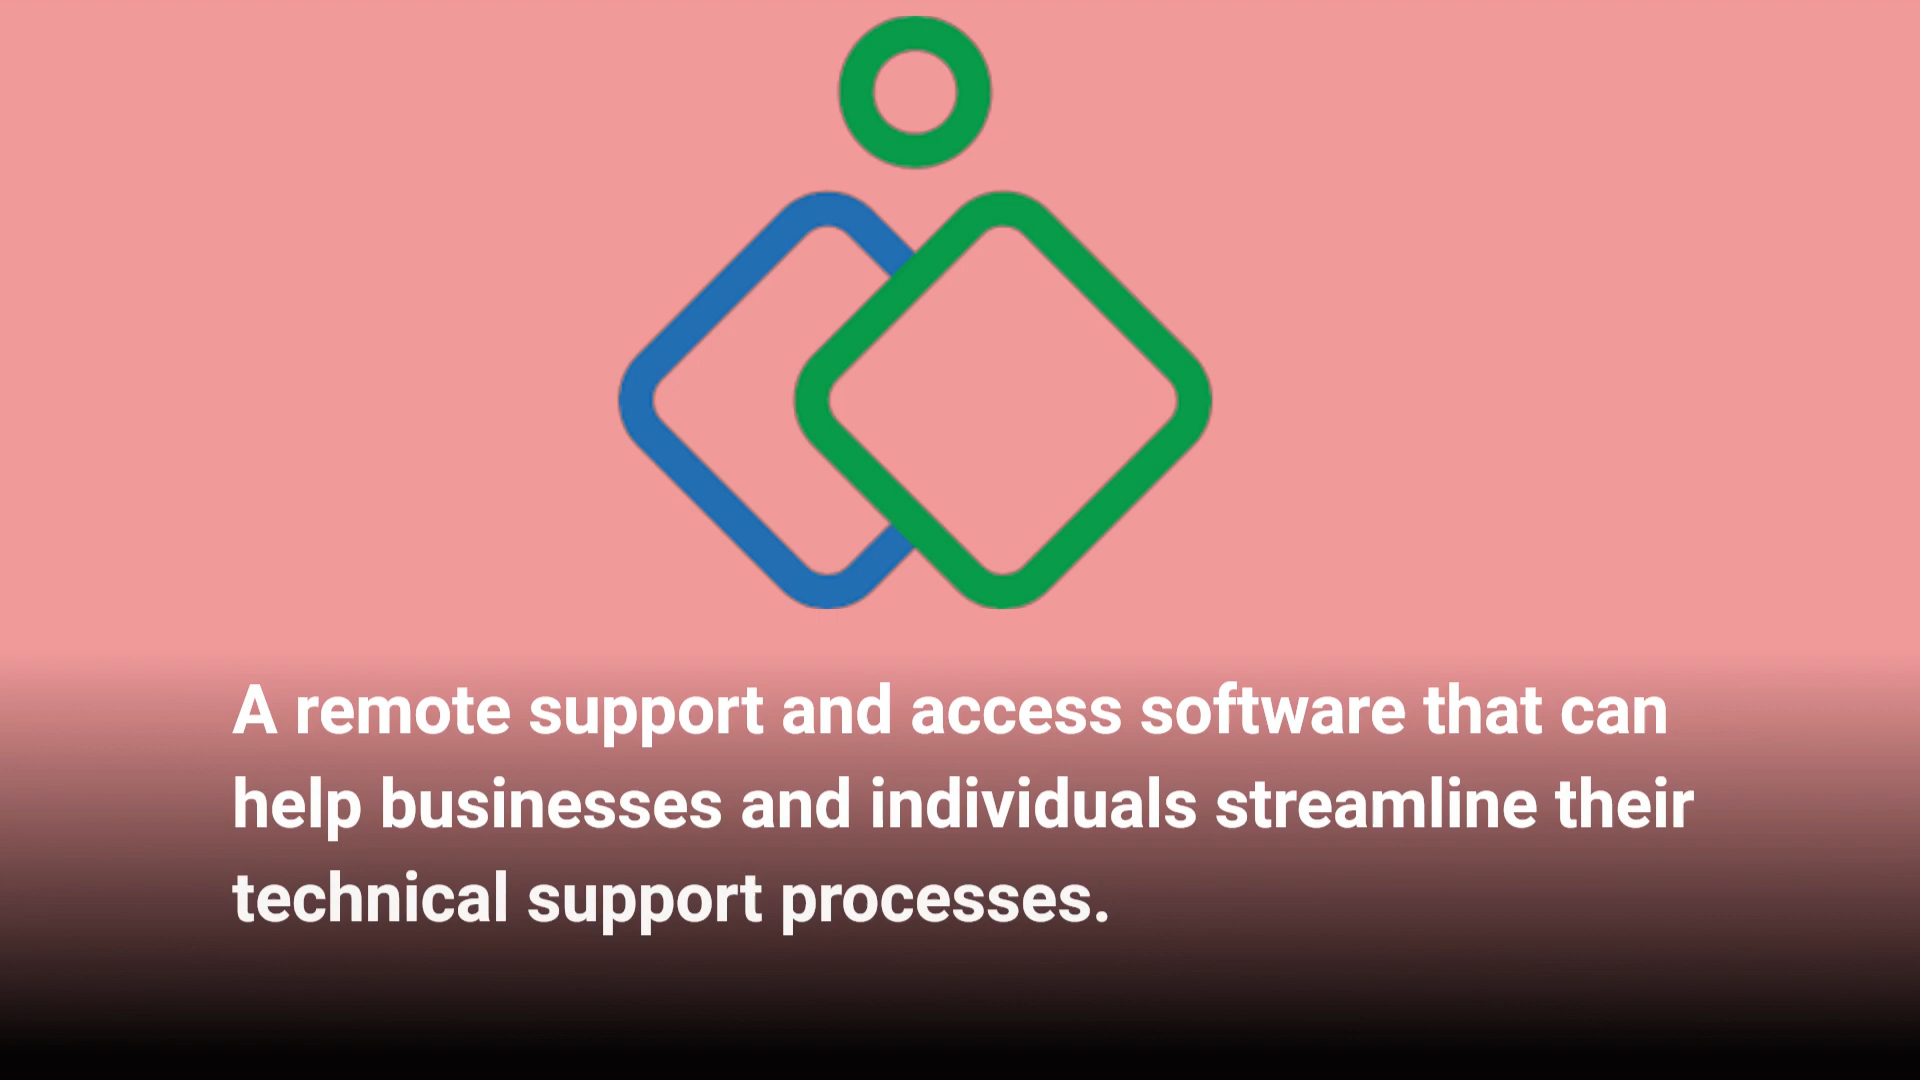 A remote support and access software that can
help businesses and individuals streamline their
technical support processes.